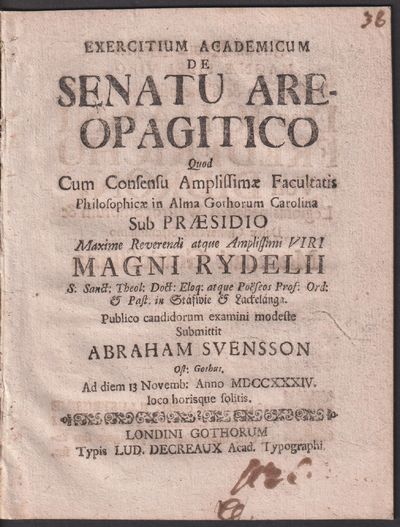 36
EXERCITIUM ACADEMICUM
DE
SENATU ARE-
OPAGITICO
Quod
Cum Consensu Amplissimæ Facultatis
Philosophicæ in Alma Gothorum Carolina
Sub PRÆSIDIO
Maxime Reverendi atque Amplissimi VIRI
MAGNI RYDELII
S. Sanct: Theol: Doct: Eloq: atque Poëseos Prof: Ord:
& Past. in Stäfwie & Lackelänga.
Publico candidorum examini modeste
Submittit
ABRAHAM SVENSSON
Ost: Gothus.
Ad diem 13 Novemb: Anno MDCCXXXIV.
loco horisque solitis.
LONDINI GOTHORUM
Typis LUD. DECREAUX Acad. Typographi.